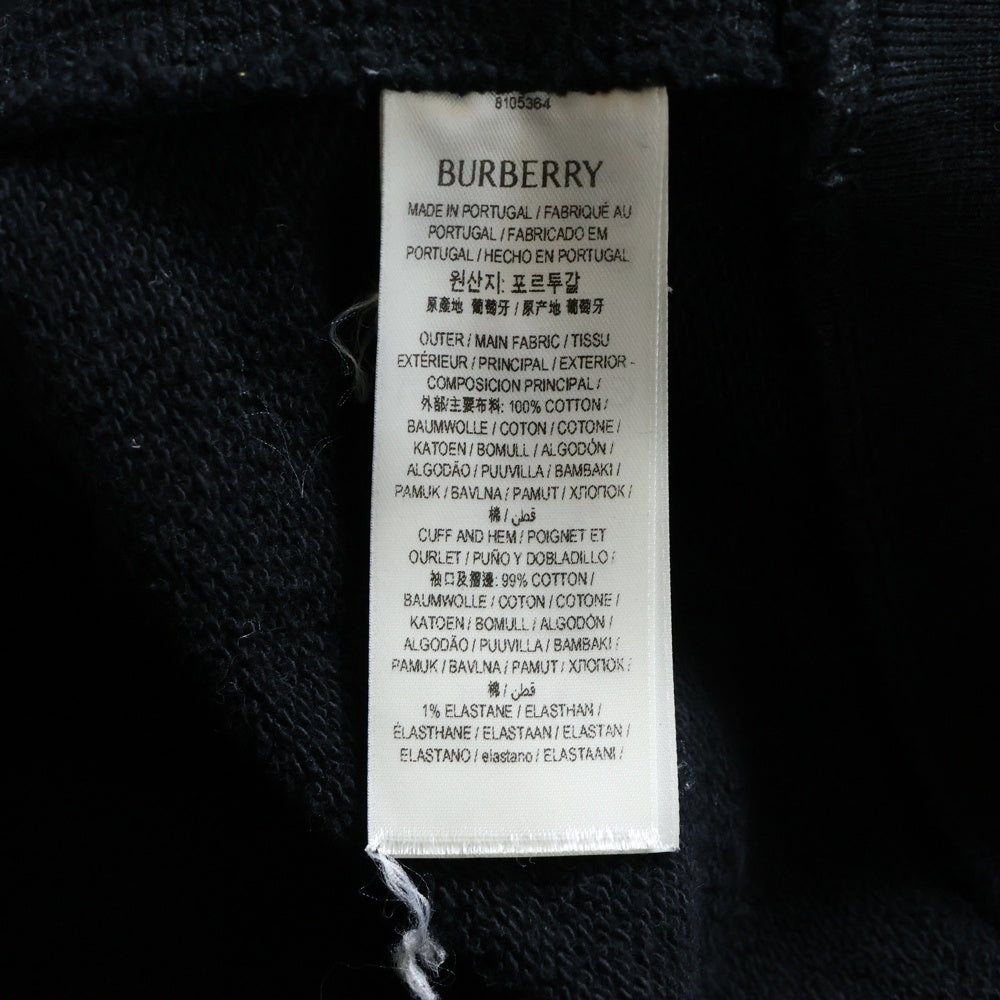 8105364
BURBERRY
MADE IN PORTUGAL / FABRIQUÉ AU
PORTUGAL / FABRICADO EM
PORTUGAL / HECHO EN PORTUGAL
원산지: 포르투갈
原產地 葡萄牙 / 原产地 葡萄牙
OUTER / MAIN FABRIC / TISSU
EXTÉRIEUR / PRINCIPAL / EXTERIOR -
COMPOSICION PRINCIPAL /
外部/主要布料: 100% COTTON /
BAUMWOLLE / COTON / COTONE /
KATOEN / BOMULL / ALGODÓN /
ALGODÃO / PUUVILLA / BAMBAKI /
PAMUK / BAVLNA / PAMUT / ХЛОПОК /
棉 / قطن
CUFF AND HEM / POIGNET ET
OURLET / PUÑO Y DOBLADILLO /
袖口及摺邊: 99% COTTON /
BAUMWOLLE / COTON / COTONE /
KATOEN / BOMULL / ALGODÓN /
ALGODÃO / PUUVILLA / BAMBAKI /
PAMUK / BAVLNA / PAMUT / ХЛОПОК /
棉 / قطن
1% ELASTANE / ELASTHAN /
ÉLASTHANE / ELASTAAN / ELASTAN /
ELASTANO / elastano / ELASTAANI /